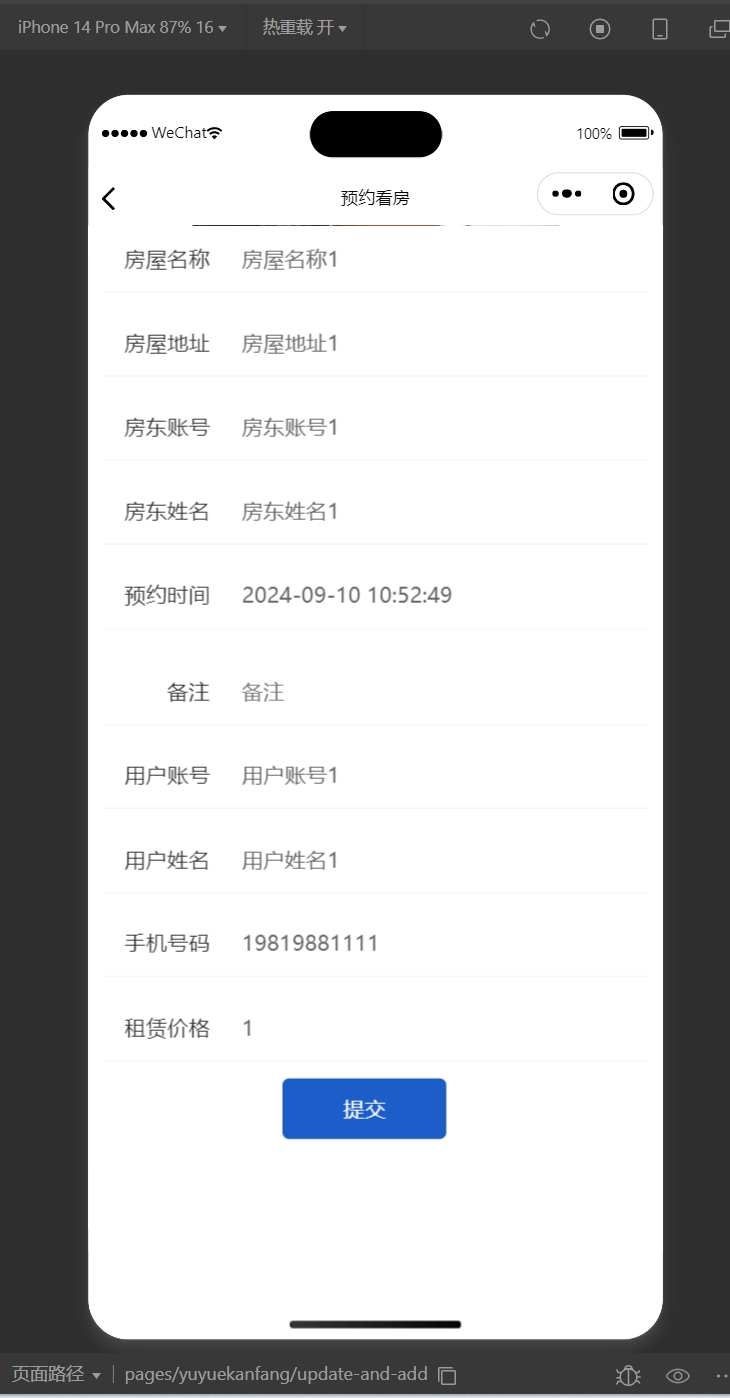 iPhone 14 Pro Max 87% 16 热重载 开
WeChat 100%
预约看房
房屋名称 房屋名称1
房屋地址 房屋地址1
房东账号 房东账号1
房东姓名 房东姓名1
预约时间 2024-09-10 10:52:49
备注 备注
用户账号 用户账号1
用户姓名 用户姓名1
手机号码 19819881111
租赁价格 1
提交
页面路径 pages/yuyuekanfang/update-and-add